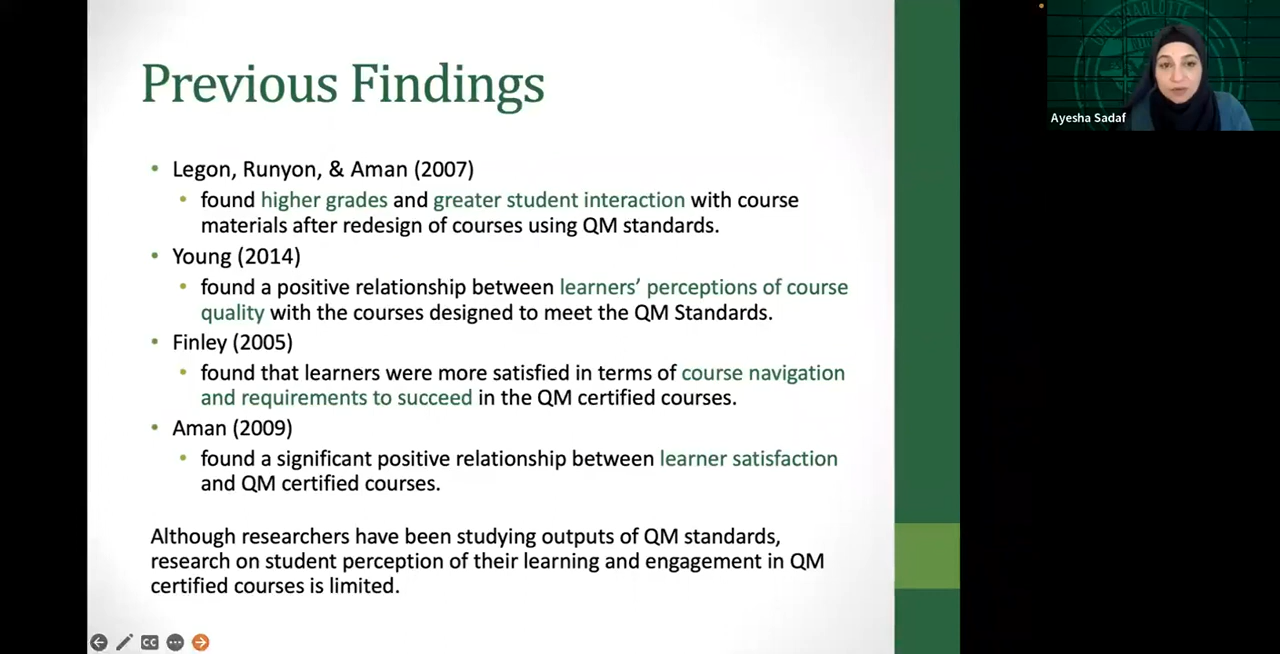 Previous Findings
Legon, Runyon, & Aman (2007)
found higher grades and greater student interaction with course
materials after redesign of courses using QM standards.
Young (2014)
found a positive relationship between learners' perceptions of course
quality with the courses designed to meet the QM Standards.
Finley (2005)
found that learners were more satisfied in terms of course navigation
and requirements to succeed in the QM certified courses.
Aman (2009)
found a significant positive relationship between learner satisfaction
and QM certified courses.
Although researchers have been studying outputs of QM standards,
research on student perception of their learning and engagement in QM
certified courses is limited.
CC
CHARLOTTE
Ayesha Sadaf